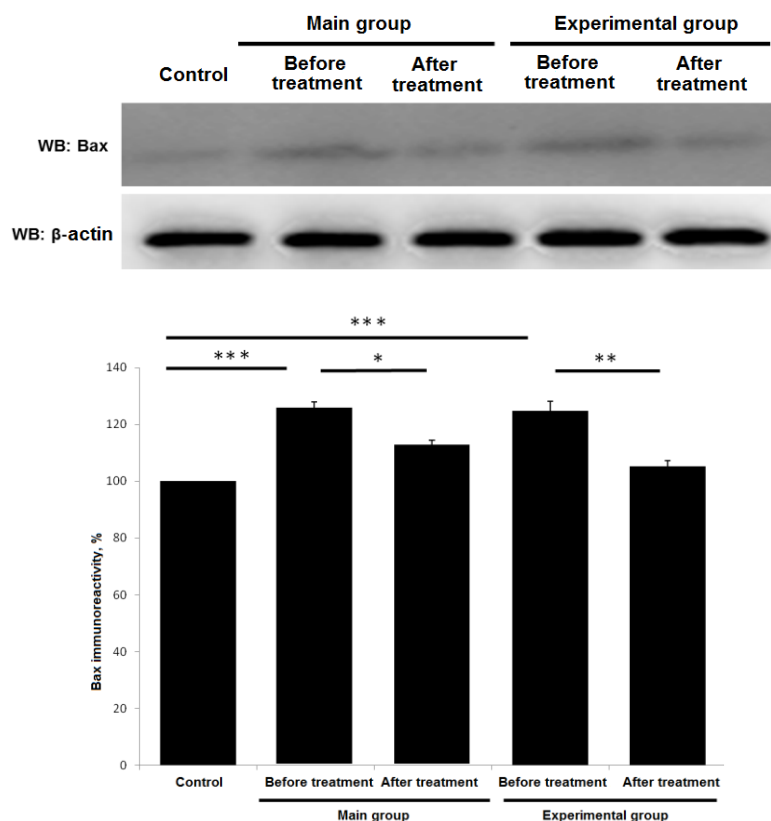 Main group
Experimental group
Control
Before
treatment
After
treatment
Before
treatment
After
treatment
WB: Bax
WB: β-actin
***
***
*
**
Bax immunoreactivity, %
140
120
100
80
60
40
20
0
Control
Before treatment
After treatment
Before treatment
After treatment
Main group
Experimental group